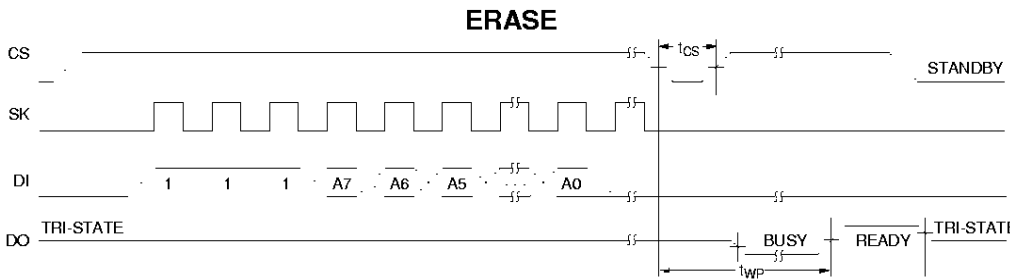 ERASE
CS
tCS
STANDBY
SK
DI
1 1 1 A7 A6 A5 ... A0
DO
TRI-STATE
BUSY
READY
TRI-STATE
tWP